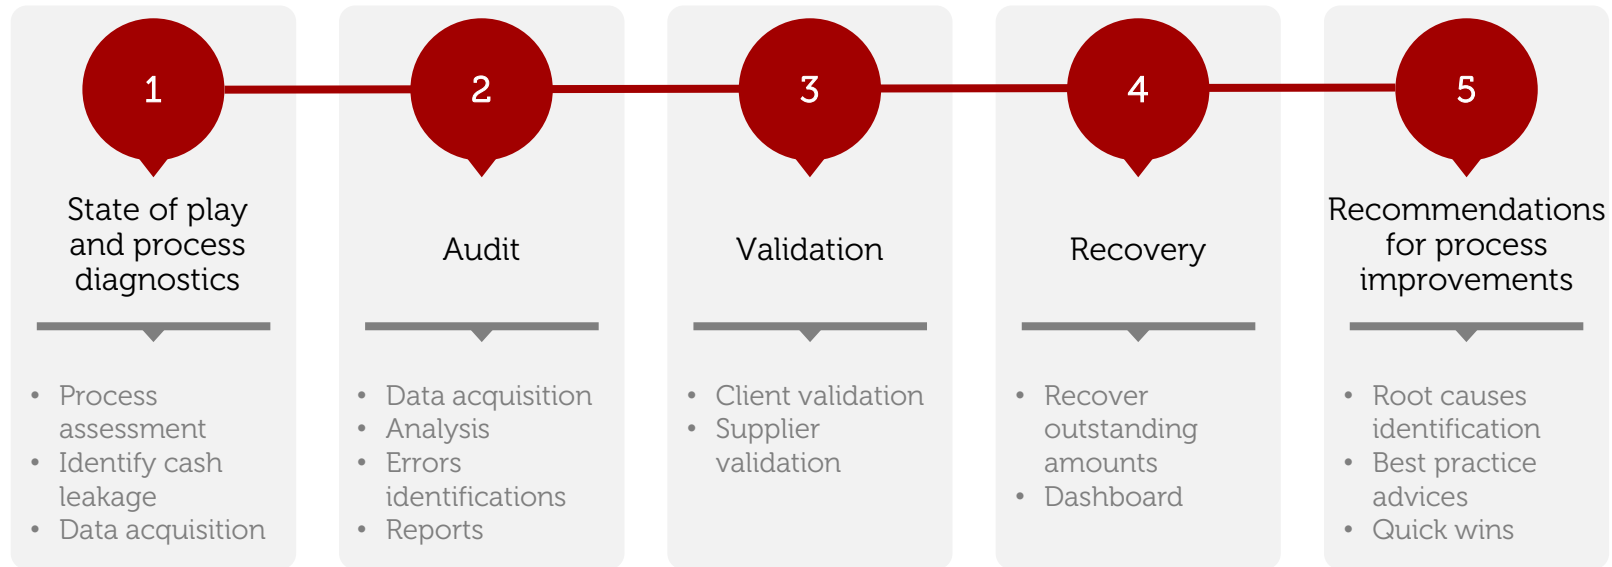 1
State of play
and process
diagnostics
• Process
assessment
• Identify cash
leakage
• Data acquisition
2
Audit
• Data acquisition
• Analysis
• Errors
identifications
• Reports
3
Validation
• Client validation
• Supplier
validation
4
Recovery
• Recover
outstanding
amounts
• Dashboard
5
Recommendations
for process
improvements
• Root causes
identification
• Best practice
advices
• Quick wins